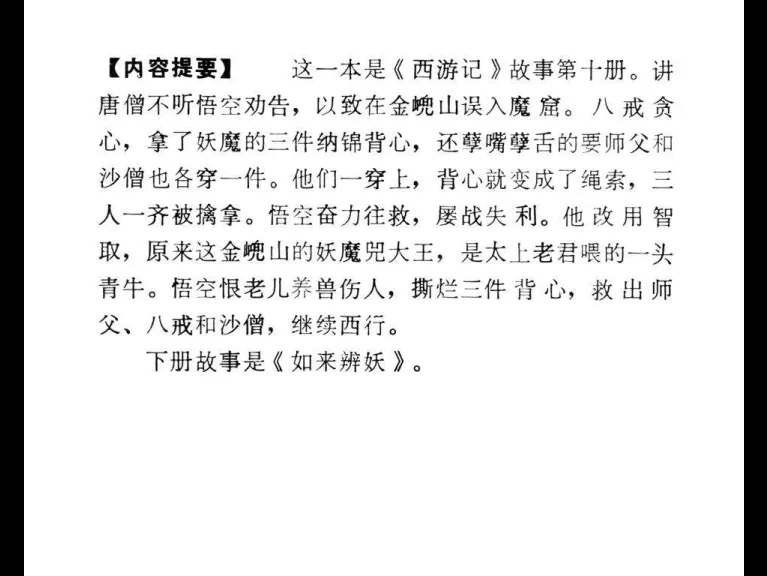 【内容提要】 这一本是《西游记》故事第十册。讲
唐僧不听悟空劝告，以致在金𠒇山误入魔窟。八戒贪
心，拿了妖魔的三件纳锦背心，还孽嘴孽舌的要师父和
沙僧也各穿一件。他们一穿上，背心就变成了绳索，三
人一齐被擒拿。悟空奋力往救，屡战失利。他改用智
取，原来这金𠒇山的妖魔兕大王，是太上老君喂的一头
青牛。悟空恨老儿养兽伤人，撕烂三件背心，救出师
父、八戒和沙僧，继续西行。
下册故事是《如来辨妖》。